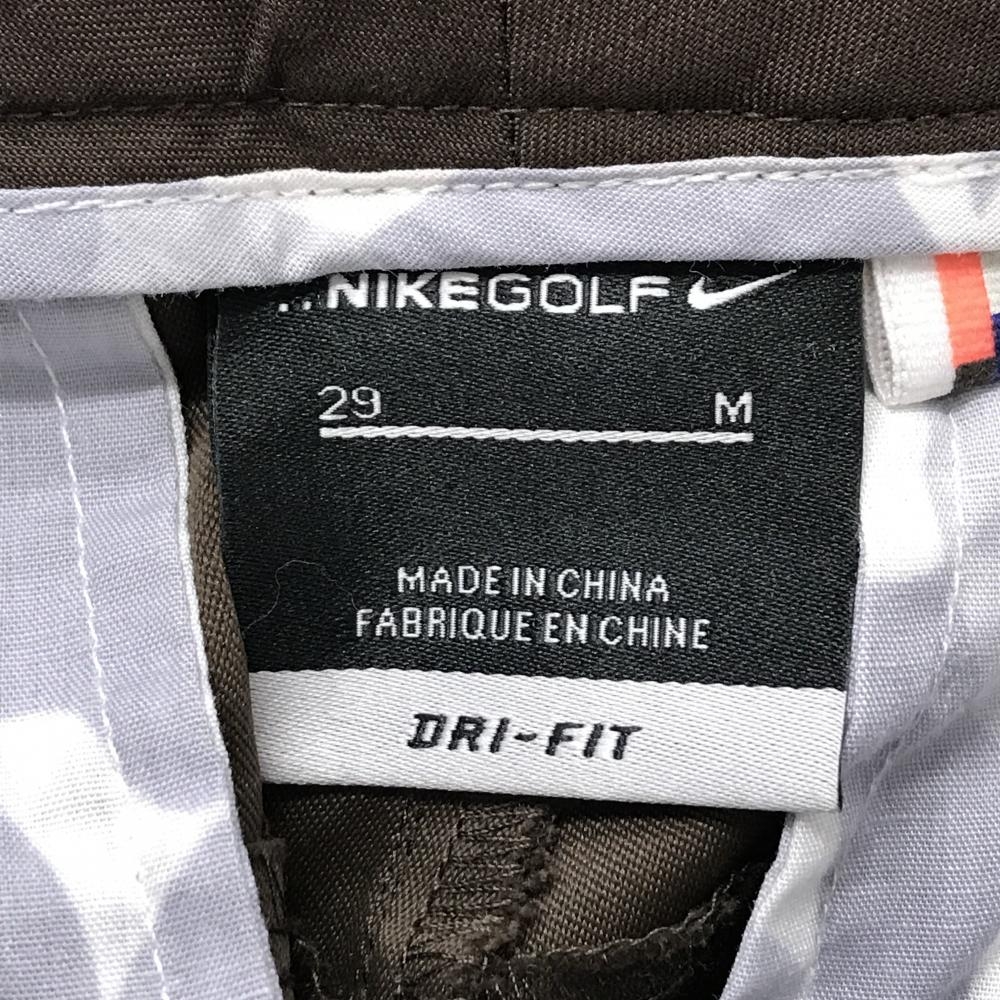 NIKEGOLF
29 M
MADE IN CHINA
FABRIQUE EN CHINE
DRI-FIT